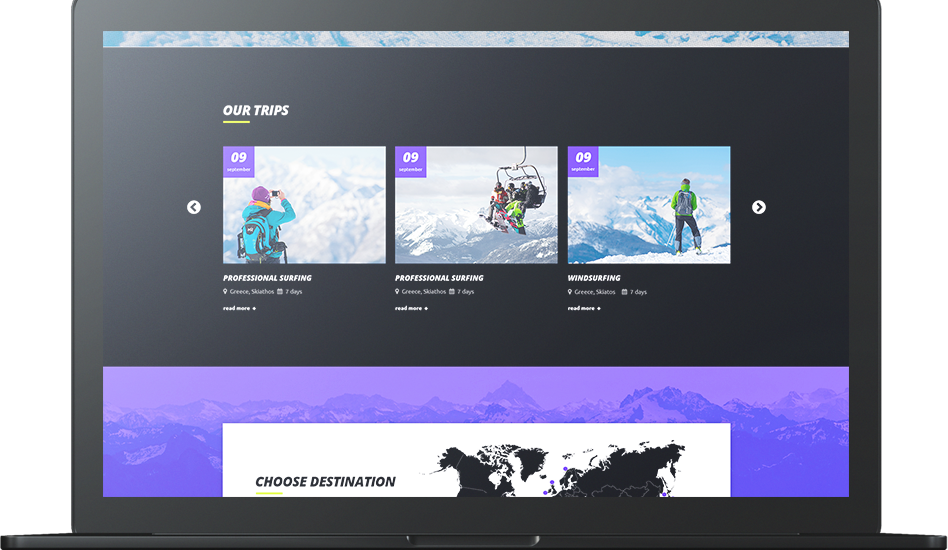 OUR TRIPS
09
september
09
september
09
september
PROFESSIONAL SURFING
PROFESSIONAL SURFING
WINDSURFING
Greece, Skiathos 7 days
Greece, Skiathos 7 days
Greece, Skiatos 7 days
read more +
read more +
read more +
CHOOSE DESTINATION